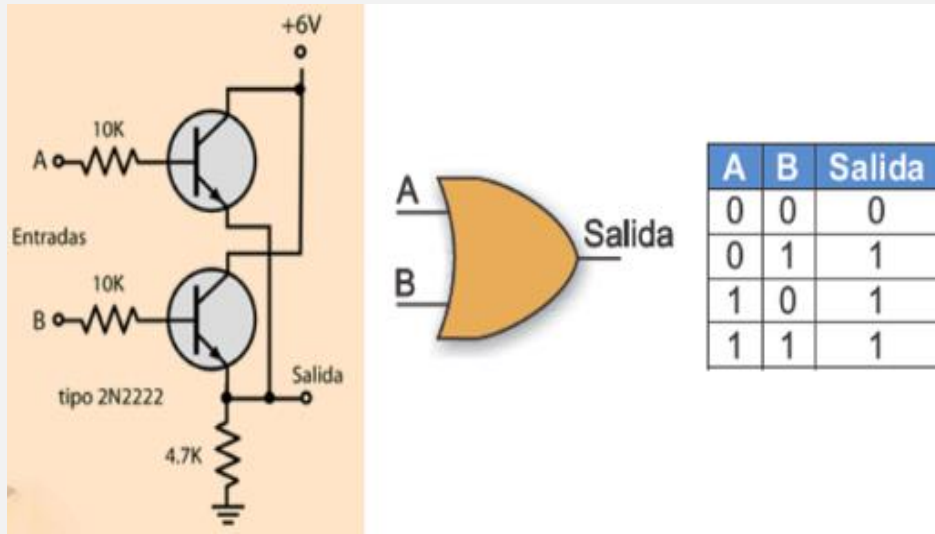 +6V
10K
A
Entradas
10K
B
Salida
tipo 2N2222
4.7K
A
Salida
B
A B Salida
0 0 0
0 1 1
1 0 1
1 1 1